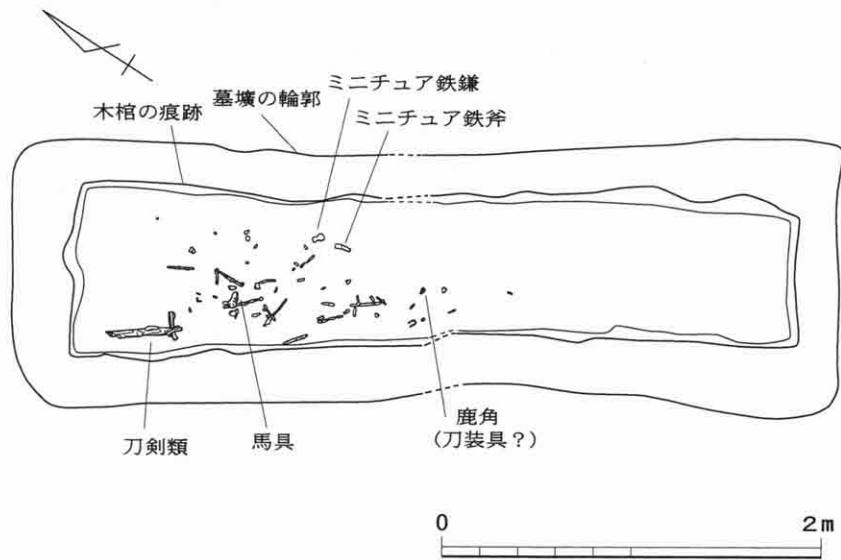 ミニチュア鉄鎌
墓壙の輪郭
木棺の痕跡
ミニチュア鉄斧
刀剣類
馬具
鹿角
(刀装具?)
0
2m